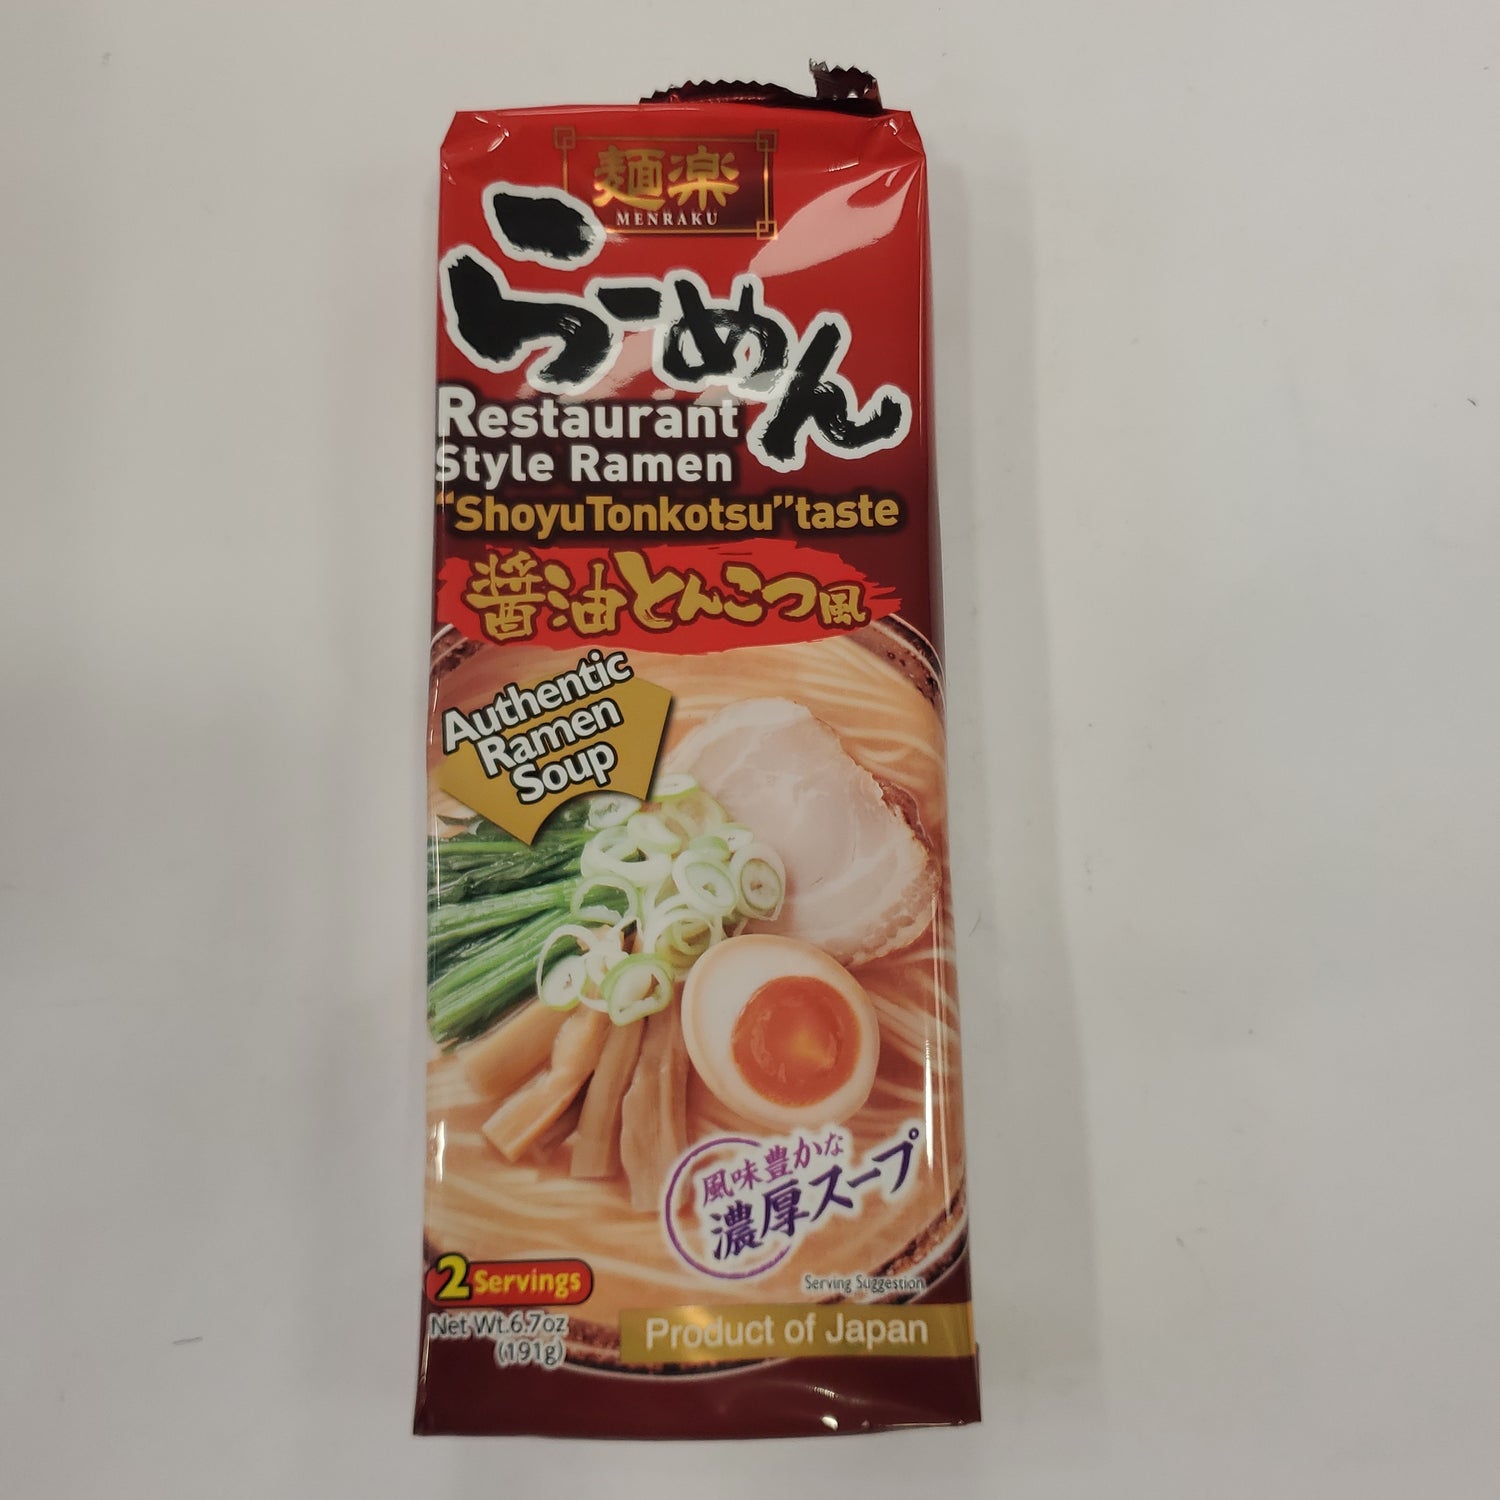 麺楽
MENRAKU
らーめん
Restaurant
Style Ramen
"ShoyuTonkotsu"taste
醤油とんこつ風
Authentic
Ramen
Soup
風味豊かな
濃厚スープ
2 Servings
Serving Suggestion
Net Wt.6.7oz
(191g)
Product of Japan